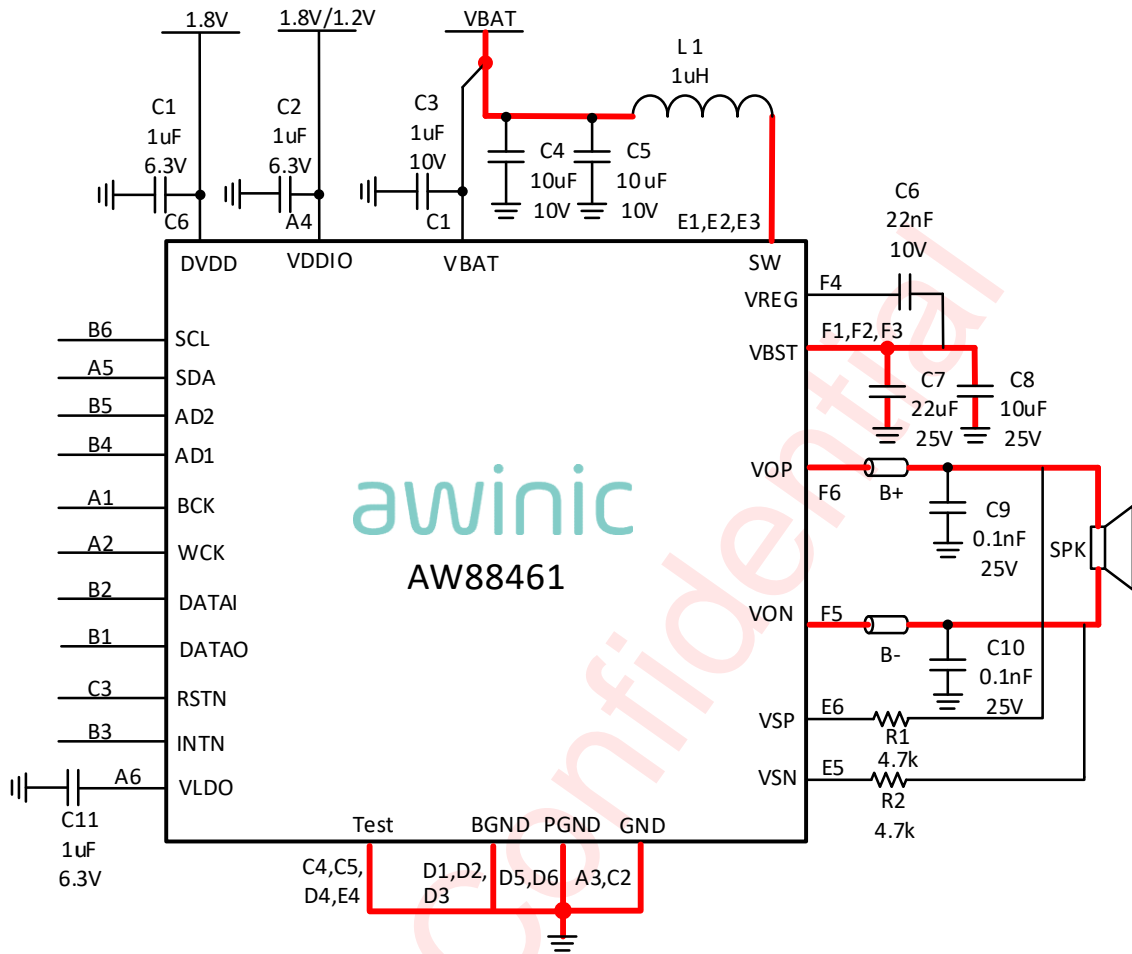 1.8V
1.8V/1.2V
VBAT
L1
1uH
C1
1uF
6.3V
C2
1uF
6.3V
C3
1uF
10V
C4
10uF
10V
C5
10uF
10V
C6
22nF
10V
C6
A4
C1
E1,E2,E3
DVDD
VDDIO
VBAT
SW
VREG
F4
VBST
F1,F2,F3
C7
22uF
25V
C8
10uF
25V
B6
SCL
A5
SDA
B5
AD2
B4
AD1
A1
BCK
A2
WCK
B2
DATAI
B1
DATAO
C3
RSTN
B3
INTN
A6
VLDO
C11
1uF
6.3V
awinic
AW88461
VOP
F6
B+
C9
0.1nF
25V
SPK
VON
F5
B-
C10
0.1nF
25V
VSP
E6
R1
4.7k
VSN
E5
R2
4.7k
Test
BGND
PGND
GND
C4,C5,
D4,E4
D1,D2,
D3
D5,D6
A3,C2
Confidential